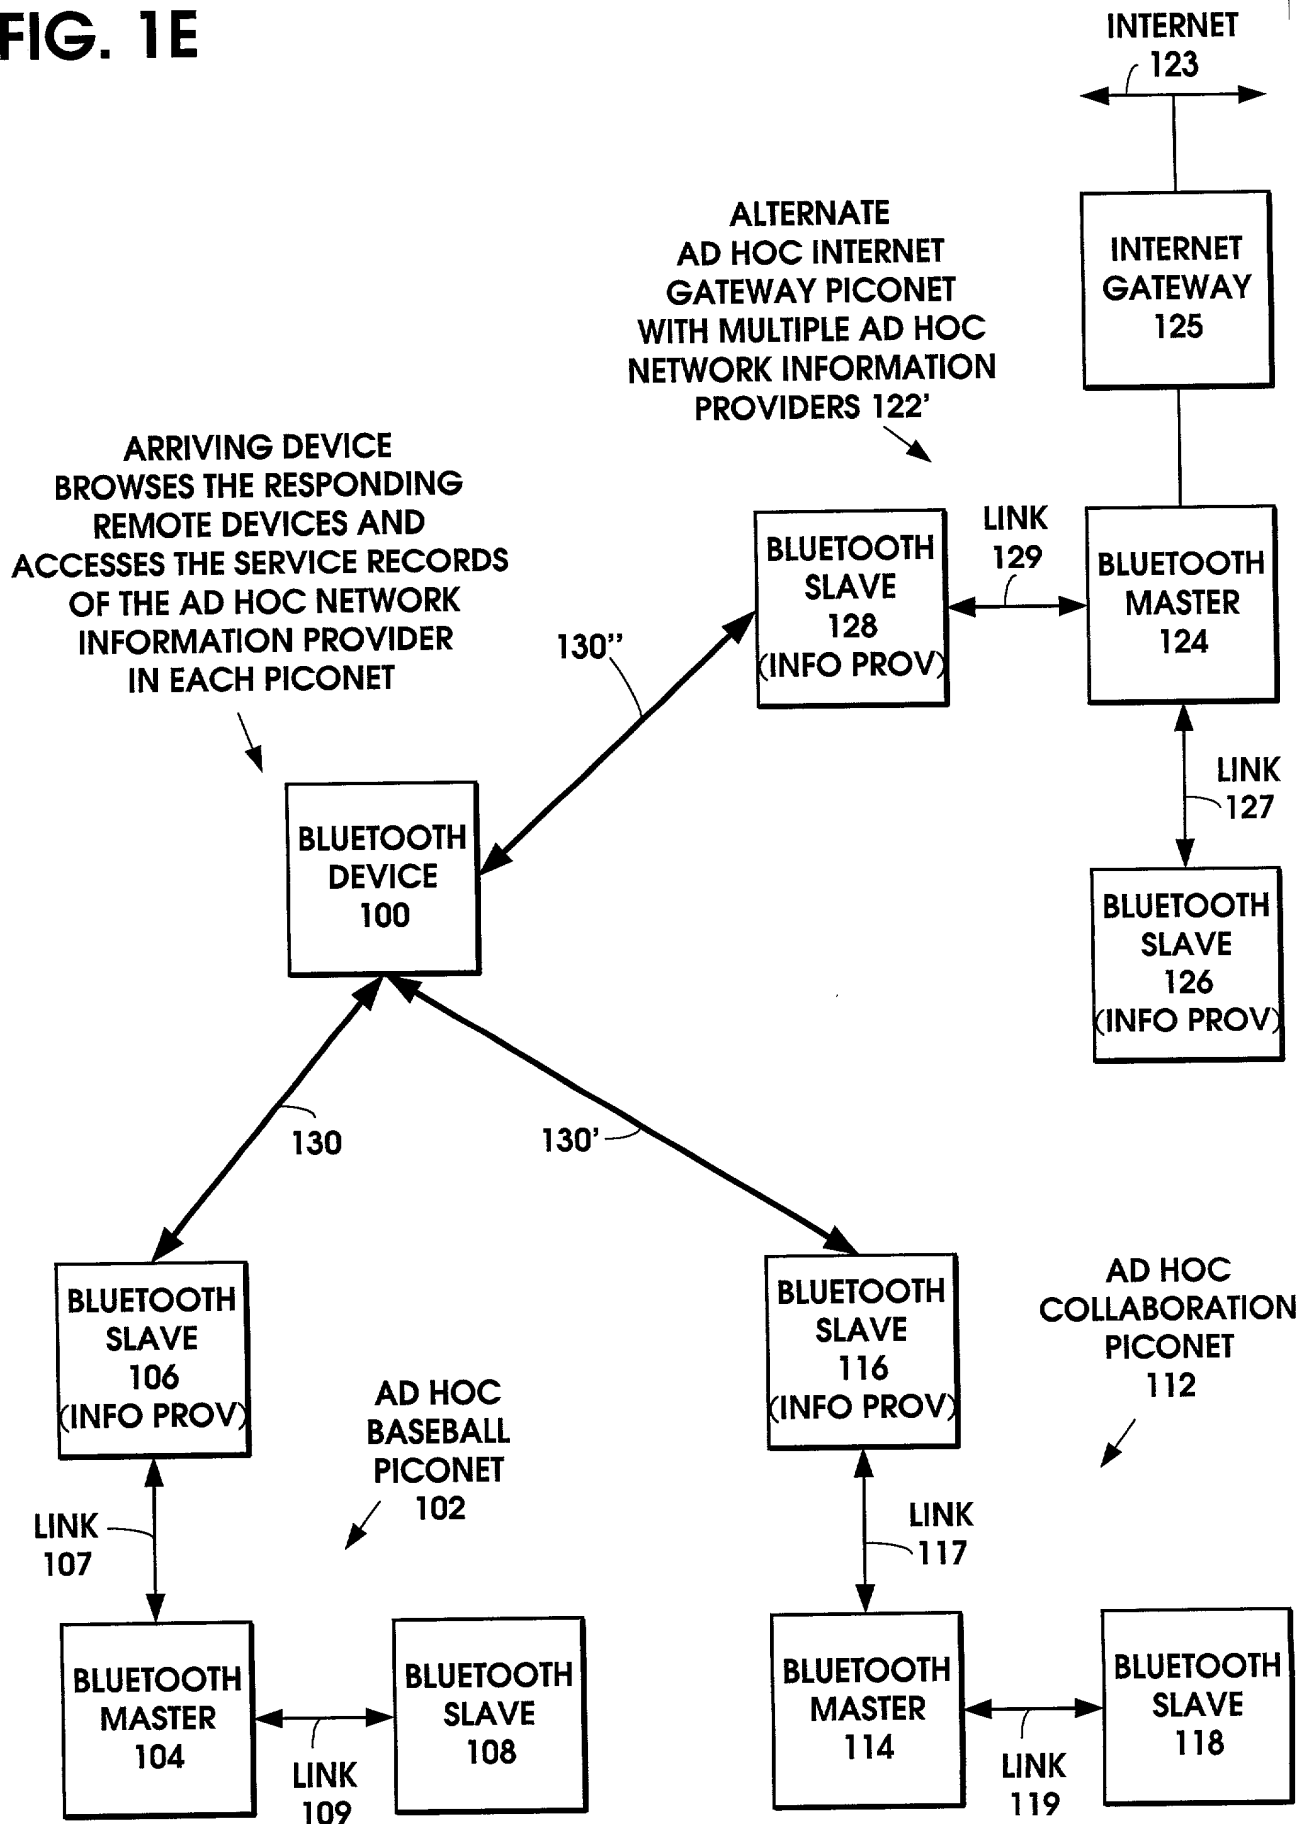 FIG. 1E
INTERNET
123
INTERNET
GATEWAY
125
ALTERNATE
AD HOC INTERNET
GATEWAY PICONET
WITH MULTIPLE AD HOC
NETWORK INFORMATION
PROVIDERS 122'
ARRIVING DEVICE
BROWSES THE RESPONDING
REMOTE DEVICES AND
ACCESSES THE SERVICE RECORDS
OF THE AD HOC NETWORK
INFORMATION PROVIDER
IN EACH PICONET
BLUETOOTH
SLAVE
128
(INFO PROV)
LINK
129
BLUETOOTH
MASTER
124
130''
LINK
127
BLUETOOTH
DEVICE
100
BLUETOOTH
SLAVE
126
(INFO PROV)
130
130'
BLUETOOTH
SLAVE
106
(INFO PROV)
BLUETOOTH
SLAVE
116
(INFO PROV)
AD HOC
COLLABORATION
PICONET
112
AD HOC
BASEBALL
PICONET
102
LINK
107
LINK
117
BLUETOOTH
MASTER
104
LINK
109
BLUETOOTH
SLAVE
108
BLUETOOTH
MASTER
114
LINK
119
BLUETOOTH
SLAVE
118